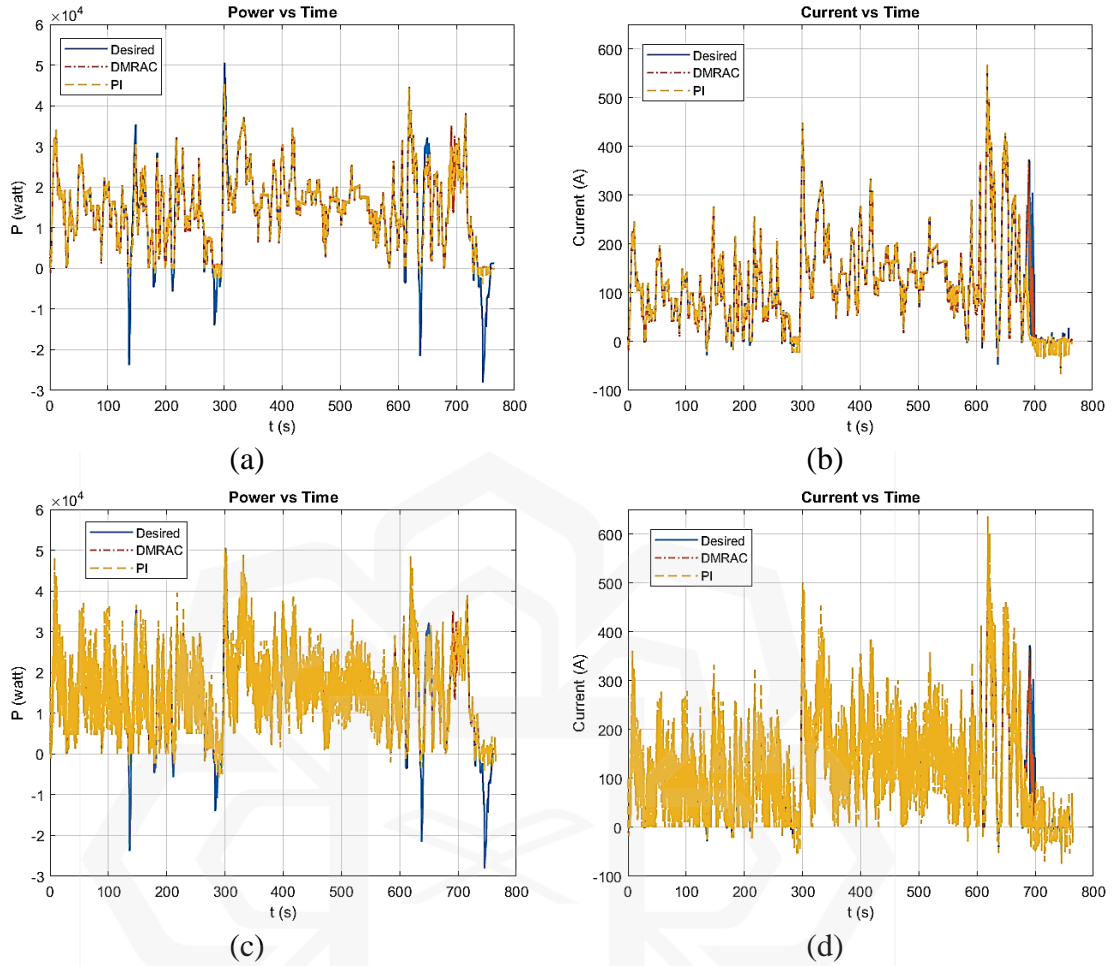 Power vs Time
×10⁴
P (watt)
6
5
4
3
2
1
0
-1
-2
-3
Desired
DMRAC
PI
0 100 200 300 400 500 600 700 800
t (s)
(a)
Current vs Time
Current (A)
600
500
400
300
200
100
0
-100
Desired
DMRAC
PI
0 100 200 300 400 500 600 700 800
t (s)
(b)
Power vs Time
×10⁴
P (watt)
6
5
4
3
2
1
0
-1
-2
-3
Desired
DMRAC
PI
0 100 200 300 400 500 600 700 800
t (s)
(c)
Current vs Time
Current (A)
600
500
400
300
200
100
0
-100
Desired
DMRAC
PI
0 100 200 300 400 500 600 700 800
t (s)
(d)